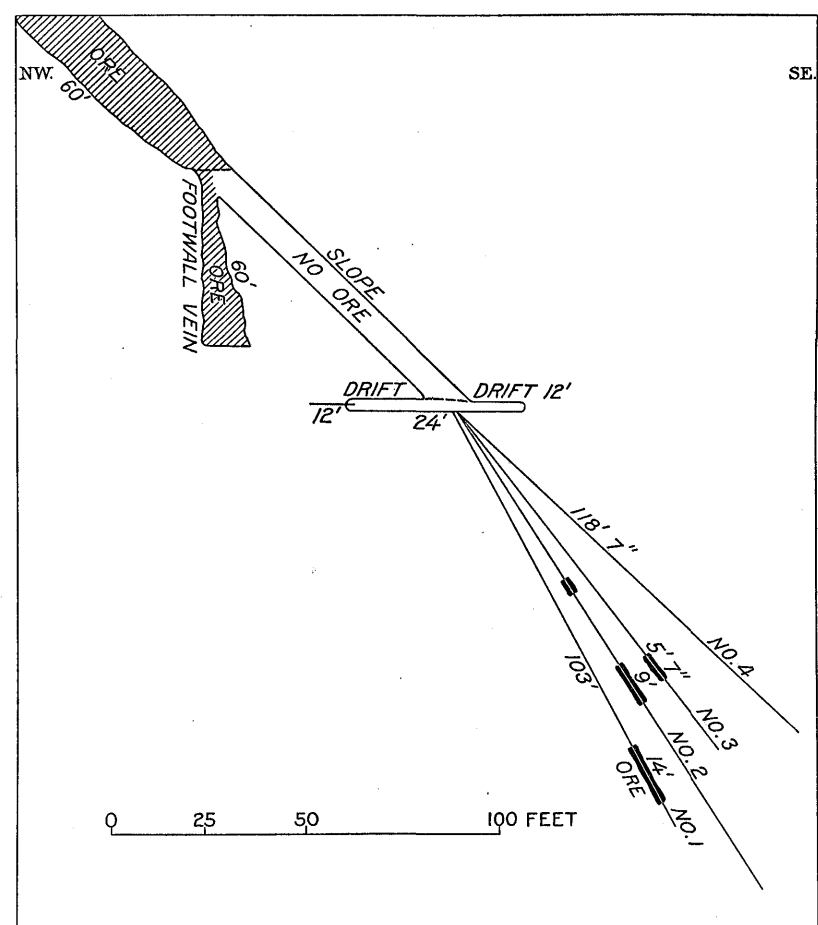 ORE
NW.
SE.
60'
FOOTWALL VEIN
60'
ORE
SLOPE
NO ORE
DRIFT
DRIFT 12'
12'
24'
118' 7"
NO. 4
5' 7"
9'
103'
NO. 3
NO. 2
14'
ORE
NO. 1
0 25 50 100 FEET